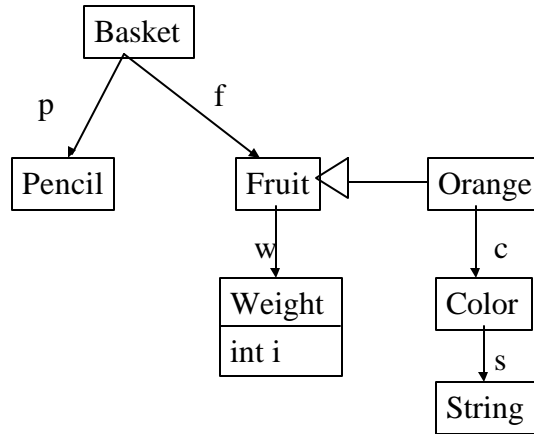 Basket
p
f
Pencil
Fruit
Orange
w
c
Weight
Color
int i
s
String